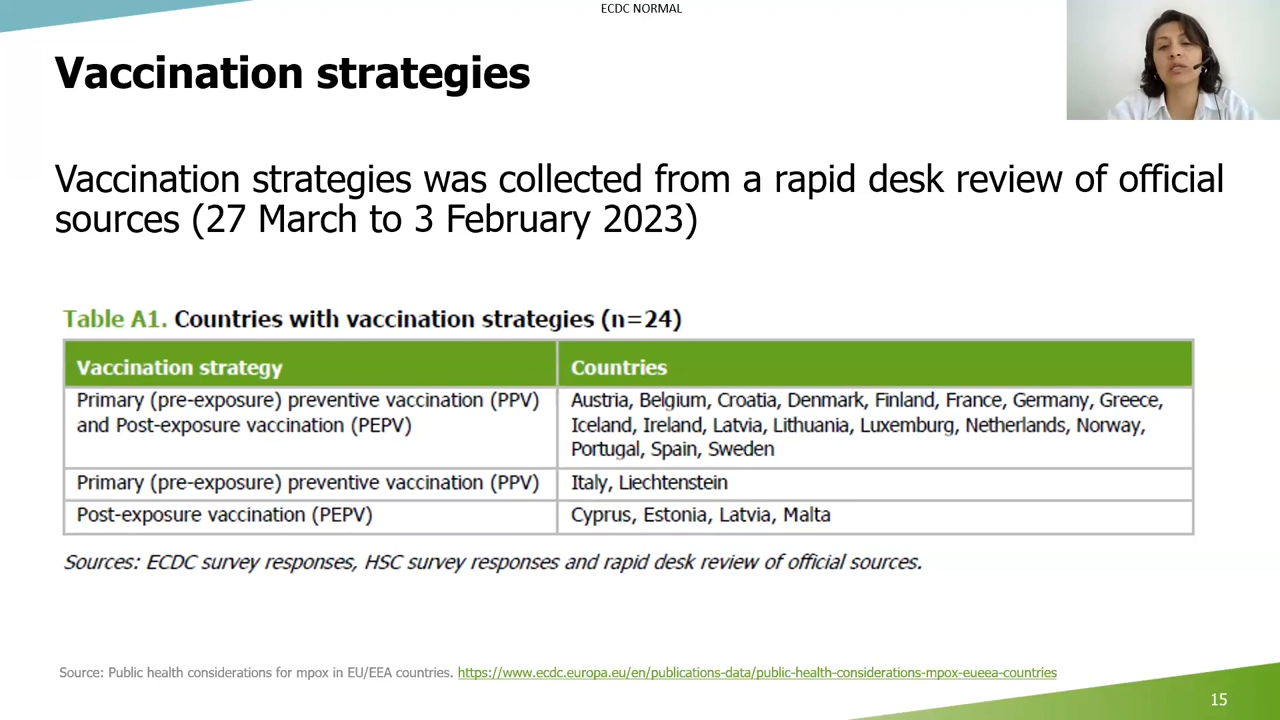 ECDC NORMAL
Vaccination strategies
Vaccination strategies was collected from a rapid desk review of official
sources (27 March to 3 February 2023)
Table A1. Countries with vaccination strategies (n=24)
Vaccination strategy Countries
Primary (pre-exposure) preventive vaccination (PPV)
and Post-exposure vaccination (PEPV)
Austria, Belgium, Croatia, Denmark, Finland, France, Germany, Greece,
Iceland, Ireland, Latvia, Lithuania, Luxemburg, Netherlands, Norway,
Portugal, Spain, Sweden
Primary (pre-exposure) preventive vaccination (PPV) Italy, Liechtenstein
Post-exposure vaccination (PEPV) Cyprus, Estonia, Latvia, Malta
Sources: ECDC survey responses, HSC survey responses and rapid desk review of official sources.
Source: Public health considerations for mpox in EU/EEA countries. https://www.ecdc.europa.eu/en/publications-data/public-health-considerations-mpox-eueea-countries
15